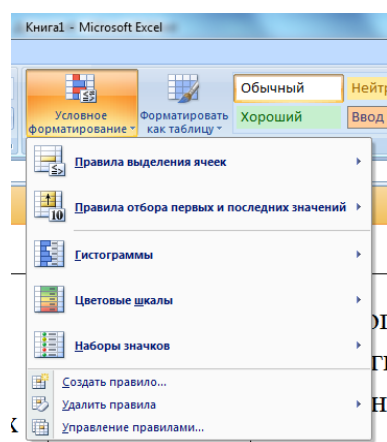 Книга1 - Microsoft Excel
Условное форматирование
Форматировать как таблицу
Обычный
Хороший
Нейтр
Ввод
Правила выделения ячеек
Правила отбора первых и последних значений
10
Гистограммы
Цветовые шкалы
Наборы значков
Создать правило...
Удалить правила
Управление правилами...